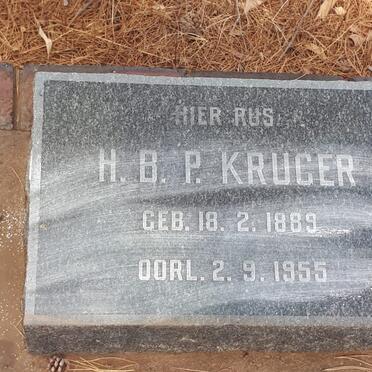 HIER RUS
H. B. P. KRUGER
GEB. 18. 2. 1889
OORL. 2. 9. 1955